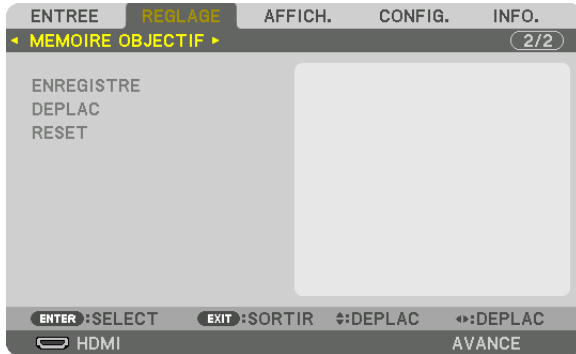 ENTREE REGLAGE AFFICH. CONFIG. INFO.
MEMOIRE OBJECTIF 2/2
ENREGISTRE
DEPLAC
RESET
ENTER :SELECT EXIT :SORTIR :DEPLAC :DEPLAC
HDMI AVANCE